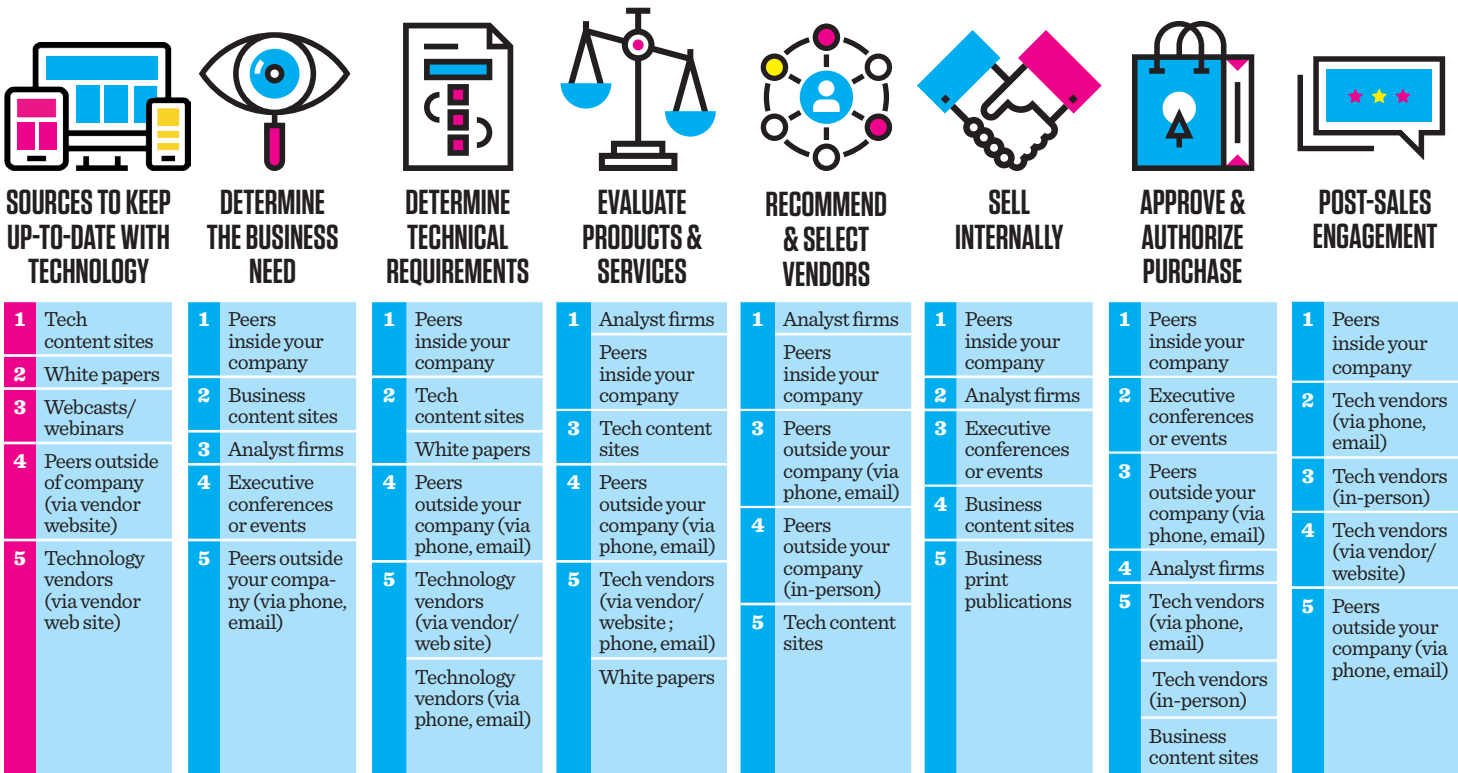 SOURCES TO KEEP
UP-TO-DATE WITH
TECHNOLOGY
1 Tech
content sites
2 White papers
3 Webcasts/
webinars
4 Peers outside
of company
(via vendor
website)
5 Technology
vendors
(via vendor
web site)
DETERMINE
THE BUSINESS
NEED
1 Peers
inside your
company
2 Business
content sites
3 Analyst firms
4 Executive
conferences
or events
5 Peers outside
your compa-
ny (via phone,
email)
DETERMINE
TECHNICAL
REQUIREMENTS
1 Peers
inside your
company
2 Tech
content sites
White papers
4 Peers
outside your
company (via
phone, email)
5 Technology
vendors
(via vendor/
web site)
Technology
vendors (via
phone, email)
EVALUATE
PRODUCTS &
SERVICES
1 Analyst firms
Peers
inside your
company
3 Tech content
sites
4 Peers
outside your
company (via
phone, email)
5 Tech vendors
(via vendor/
website ;
phone, email)
White papers
RECOMMEND
& SELECT
VENDORS
1 Analyst firms
Peers
inside your
company
3 Peers
outside your
company (via
phone, email)
4 Peers
outside your
company
(in-person)
5 Tech content
sites
SELL
INTERNALLY
1 Peers
inside your
company
2 Analyst firms
3 Executive
conferences
or events
4 Business
content sites
5 Business
print
publications
APPROVE &
AUTHORIZE
PURCHASE
1 Peers
inside your
company
2 Executive
conferences
or events
3 Peers
outside your
company (via
phone, email)
4 Analyst firms
5 Tech vendors
(via phone,
email)
Tech vendors
(in-person)
Business
content sites
POST-SALES
ENGAGEMENT
1 Peers
inside your
company
2 Tech vendors
(via phone,
email)
3 Tech vendors
(in-person)
4 Tech vendors
(via vendor/
website)
5 Peers
outside your
company (via
phone, email)